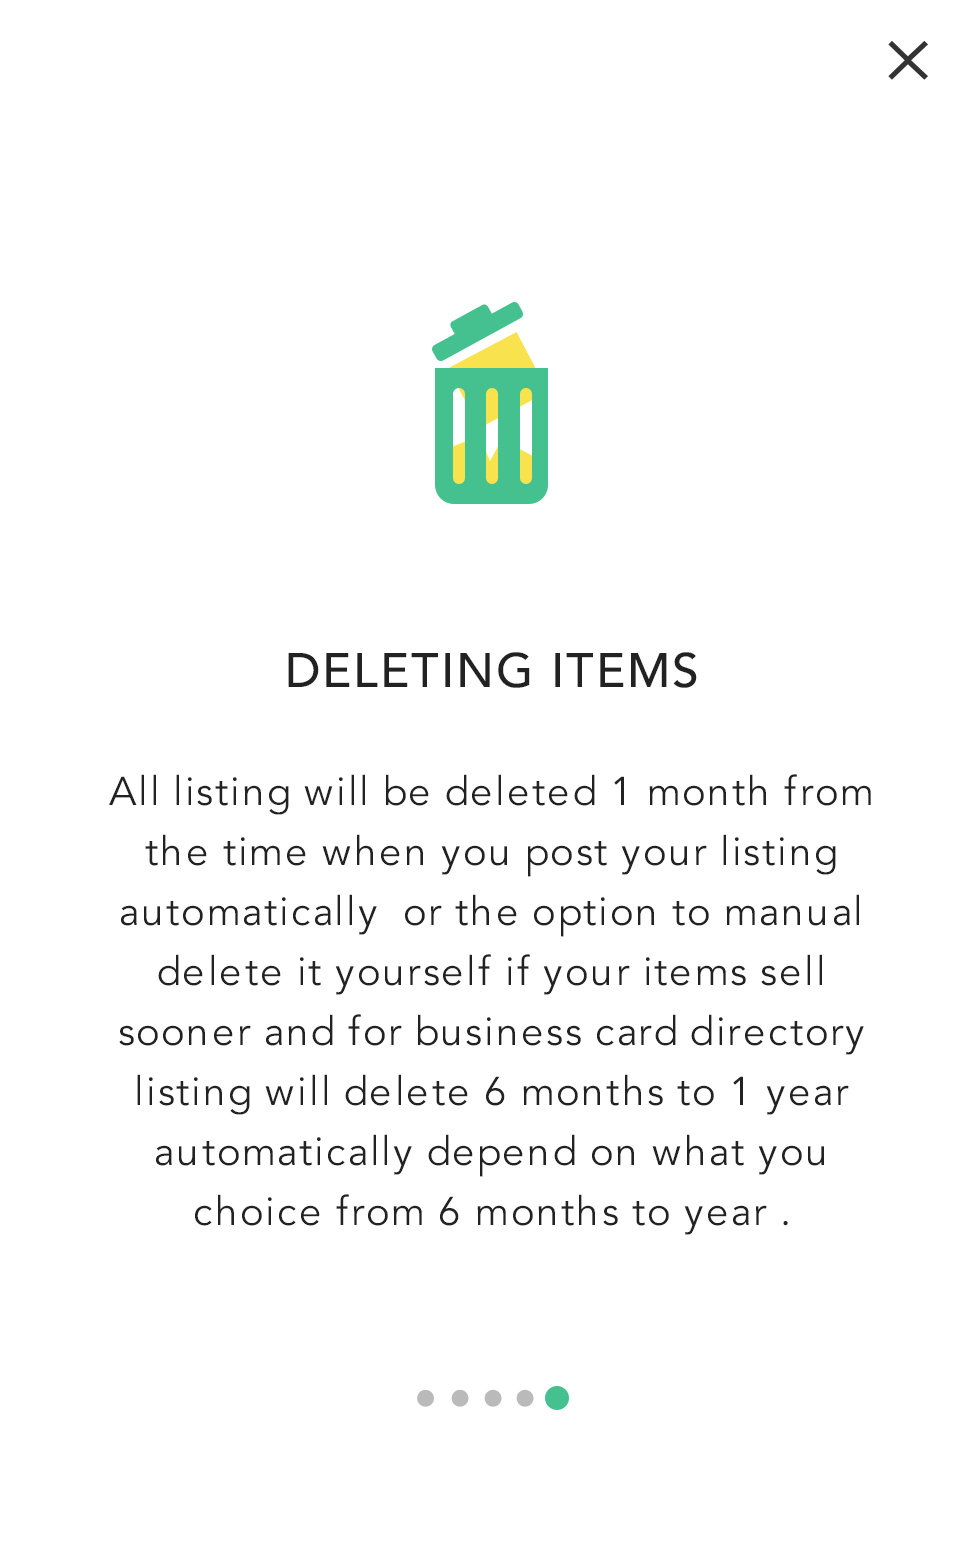 DELETING ITEMS
All listing will be deleted 1 month from
the time when you post your listing
automatically  or the option to manual
delete it yourself if your items sell
sooner and for business card directory
listing will delete 6 months to 1 year
automatically depend on what you
choice from 6 months to year .